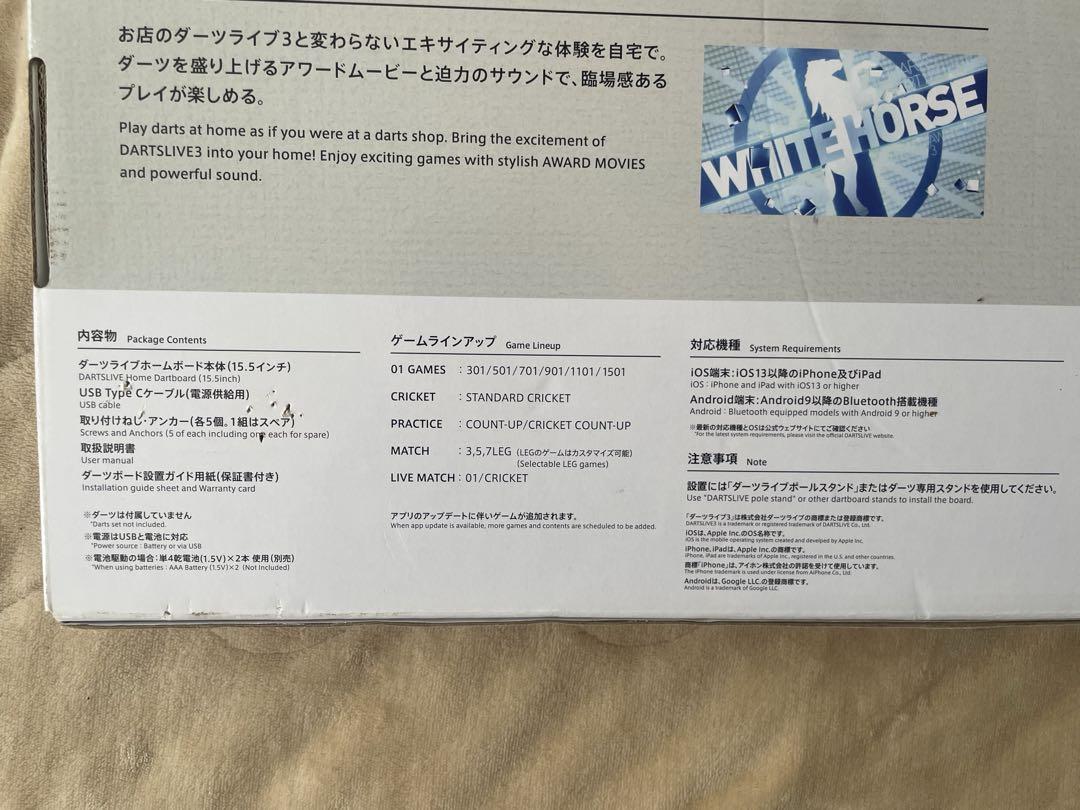 お店のダーツライブ3と変わらないエキサイティングな体験を自宅で。
ダーツを盛り上げるアワードムービーと迫力のサウンドで、臨場感ある
プレイが楽しめる。
Play darts at home as if you were at a darts shop. Bring the excitement of
DARTSLIVE3 into your home! Enjoy exciting games with stylish AWARD MOVIES
and powerful sound.
WHITE HORSE
内容物 Package Contents
ダーツライブホームボード本体(15.5インチ)
DARTSLIVE Home Dartboard (15.5inch)
USB Type Cケーブル(電源供給用)
USB cable
取り付けねじ・アンカー(各5個。1組はスペア)
Screws and Anchors (5 of each including one each for spare)
取扱説明書
User manual
ダーツボード設置ガイド用紙(保証書付き)
Installation guide sheet and Warranty card
※ダーツは付属していません
*Darts set not included.
※電源はUSBと電池に対応
*Power source : Battery or via USB
※電池駆動の場合:単4乾電池(1.5V)×2本 使用(別売)
*When using batteries : AAA Battery (1.5V)×2 (Not Included)
ゲームラインアップ Game Lineup
01 GAMES : 301/501/701/901/1101/1501
CRICKET : STANDARD CRICKET
PRACTICE : COUNT-UP/CRICKET COUNT-UP
MATCH : 3,5,7LEG (LEGのゲームはカスタマイズ可能)
(Selectable LEG games)
LIVE MATCH : 01/CRICKET
アプリのアップデートに伴いゲームが追加されます。
When app update is available, more games and contents are scheduled to be added.
対応機種 System Requirements
iOS端末:iOS13以降のiPhone及びiPad
iOS : iPhone and iPad with iOS13 or higher
Android端末:Android9以降のBluetooth搭載機種
Android : Bluetooth equipped models with Android 9 or higher
※最新の対応機種とOSは公式ウェブサイトにてご確認ください
*For the latest system requirements, please visit the official DARTSLIVE website.
注意事項 Note
設置には「ダーツライブポールスタンド」またはダーツ専用スタンドを使用してください。
Use "DARTSLIVE pole stand" or other dartboard stands to install the board.
「ダーツライブ3」は株式会社ダーツライブの商標または登録商標です。
DARTSLIVE3 is a trademark or registered trademark of DARTSLIVE Co., Ltd.
iOSは、Apple Inc.のOS名称です。
iOS is the mobile operating system created and developed by Apple Inc.
iPhone、iPadは、Apple Inc.の商標です。
iPhone, iPad are trademarks of Apple Inc., registered in the U.S. and other countries.
商標「iPhone」は、アイホン株式会社の許諾を受けて使用しています。
The iPhone trademark is used under license from AiPhone Co., Ltd.
Androidは、Google LLC.の登録商標です。
Android is a trademark of Google LLC.